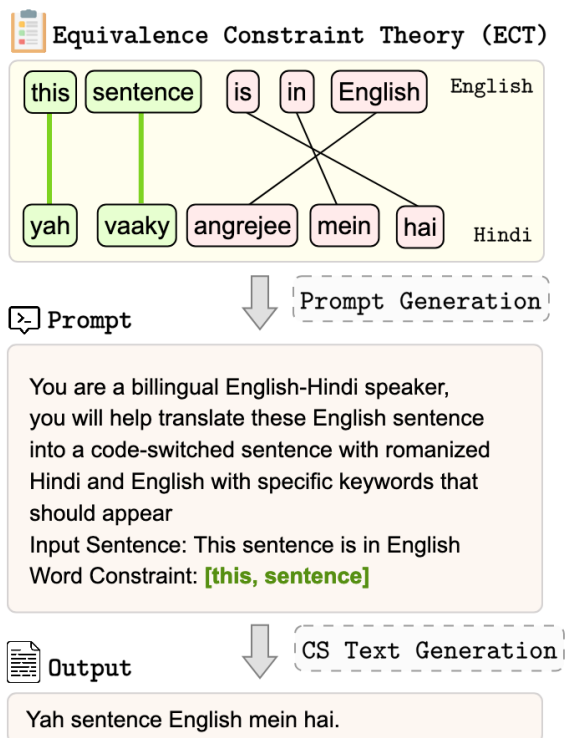 Equivalence Constraint Theory (ECT)
this sentence is in English English
yah vaaky angrejee mein hai Hindi
Prompt Generation
Prompt
You are a billingual English-Hindi speaker,
you will help translate these English sentence
into a code-switched sentence with romanized
Hindi and English with specific keywords that
should appear
Input Sentence: This sentence is in English
Word Constraint: [this, sentence]
CS Text Generation
Output
Yah sentence English mein hai.